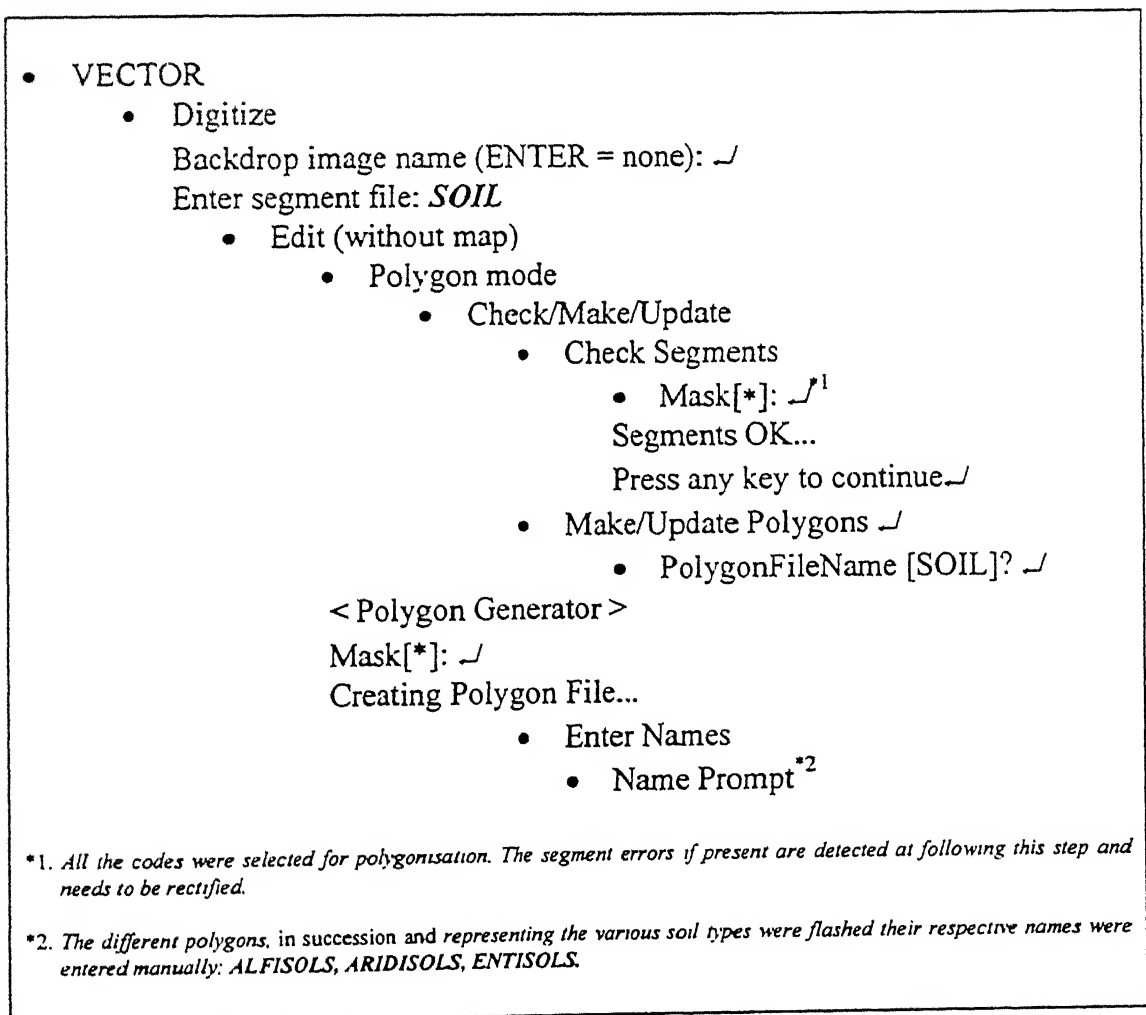 • VECTOR
• Digitize
Backdrop image name (ENTER = none): ↵
Enter segment file: SOIL
• Edit (without map)
• Polygon mode
• Check/Make/Update
• Check Segments
• Mask[*]: ↵*1
Segments OK...
Press any key to continue↵
• Make/Update Polygons ↵
• PolygonFileName [SOIL]? ↵
< Polygon Generator >
Mask[*]: ↵
Creating Polygon File...
• Enter Names
• Name Prompt*2
*1. All the codes were selected for polygonisation. The segment errors if present are detected at following this step and
needs to be rectified.
*2. The different polygons, in succession and representing the various soil types were flashed their respective names were
entered manually: ALFISOLS, ARIDISOLS, ENTISOLS.